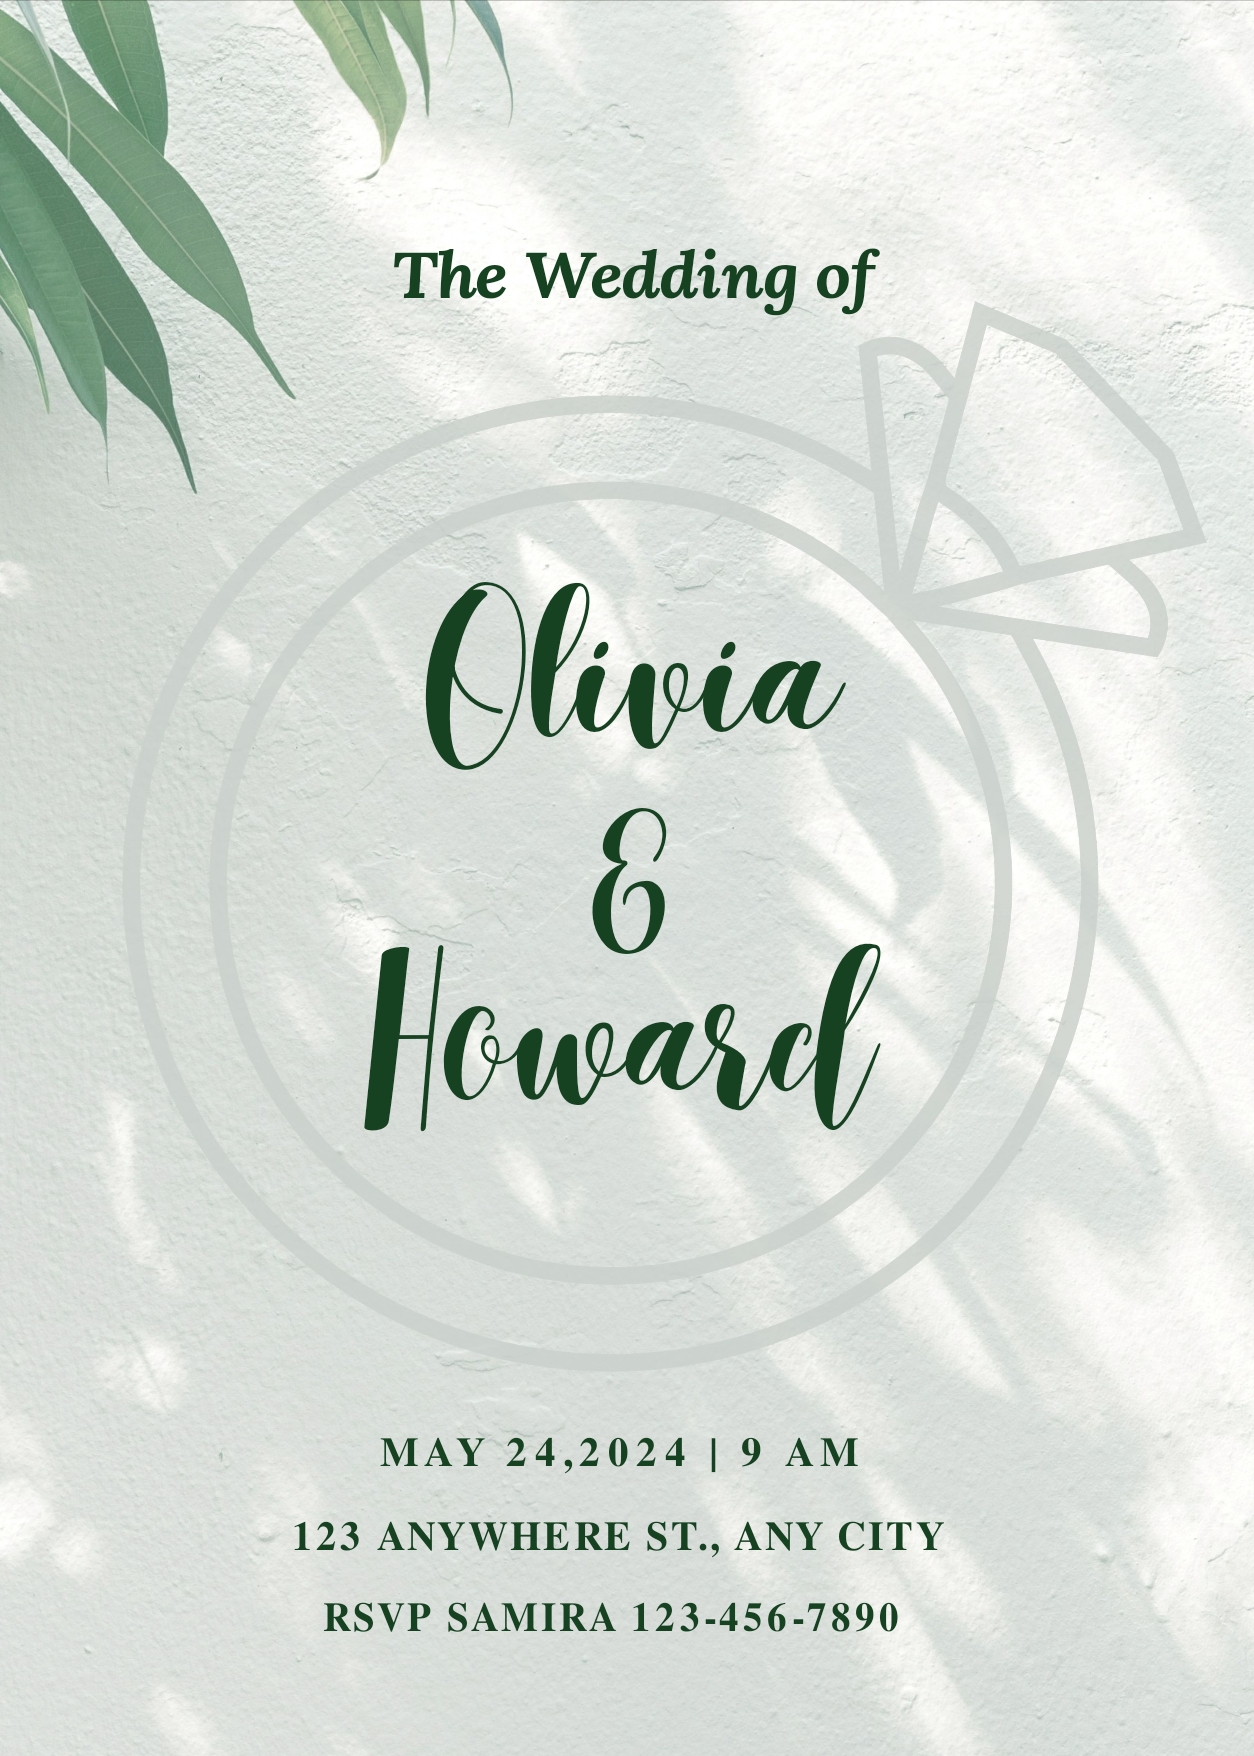 The Wedding of
Olivia
&
Howard
MAY 24,2024 | 9 AM
123 ANYWHERE ST., ANY CITY
RSVP SAMIRA 123-456-7890